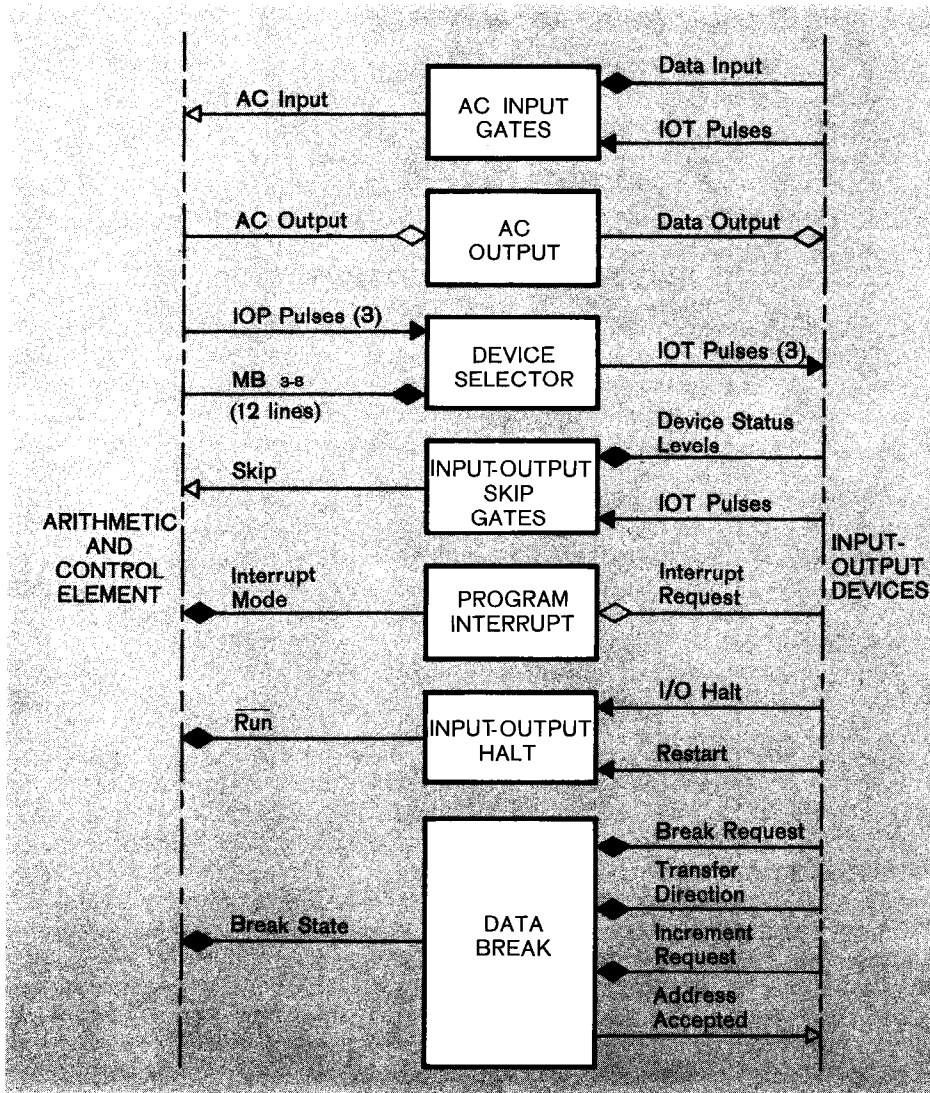 Data Input
AC Input
AC INPUT
GATES
IOT Pulses
AC Output
AC
OUTPUT
Data Output
IOP Pulses (3)
DEVICE
SELECTOR
IOT Pulses (3)
MB 3-8
(12 lines)
Device Status
Levels
Skip
INPUT-OUTPUT
SKIP
GATES
IOT Pulses
ARITHMETIC
AND
CONTROL
ELEMENT
INPUT-
OUTPUT
DEVICES
Interrupt
Mode
PROGRAM
INTERRUPT
Interrupt
Request
I/O Halt
R̅u̅n̅
INPUT-OUTPUT
HALT
Restart
Break Request
Transfer
Direction
Break State
DATA
BREAK
Increment
Request
Address
Accepted